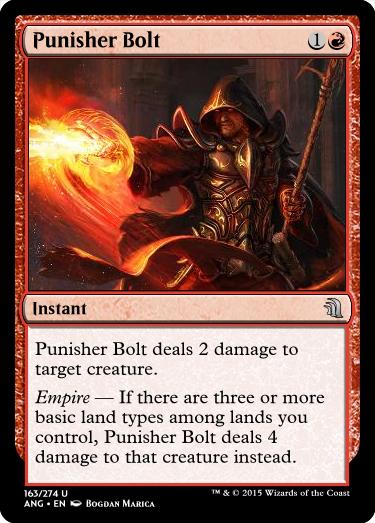 Punisher Bolt 1
Instant
Punisher Bolt deals 2 damage to
target creature.
Empire — If there are three or more
basic land types among lands you
control, Punisher Bolt deals 4
damage to that creature instead.
163/274 U
ANG • EN Bogdan Marica
™ & © 2015 Wizards of the Coast